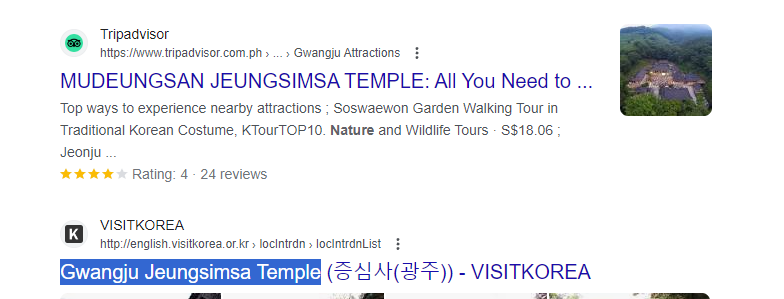 Tripadvisor
https://www.tripadvisor.com.ph › ... › Gwangju Attractions
MUDEUNGSAN JEUNGSIMSA TEMPLE: All You Need to ...
Top ways to experience nearby attractions ; Soswaewon Garden Walking Tour in
Traditional Korean Costume, KTourTOP10. Nature and Wildlife Tours · S$18.06 ;
Jeonju ...
Rating: 4 · 24 reviews
K
VISITKOREA
http://english.visitkorea.or.kr › locIntrdn › locIntrdnList
Gwangju Jeungsimsa Temple (증심사(광주)) - VISITKOREA